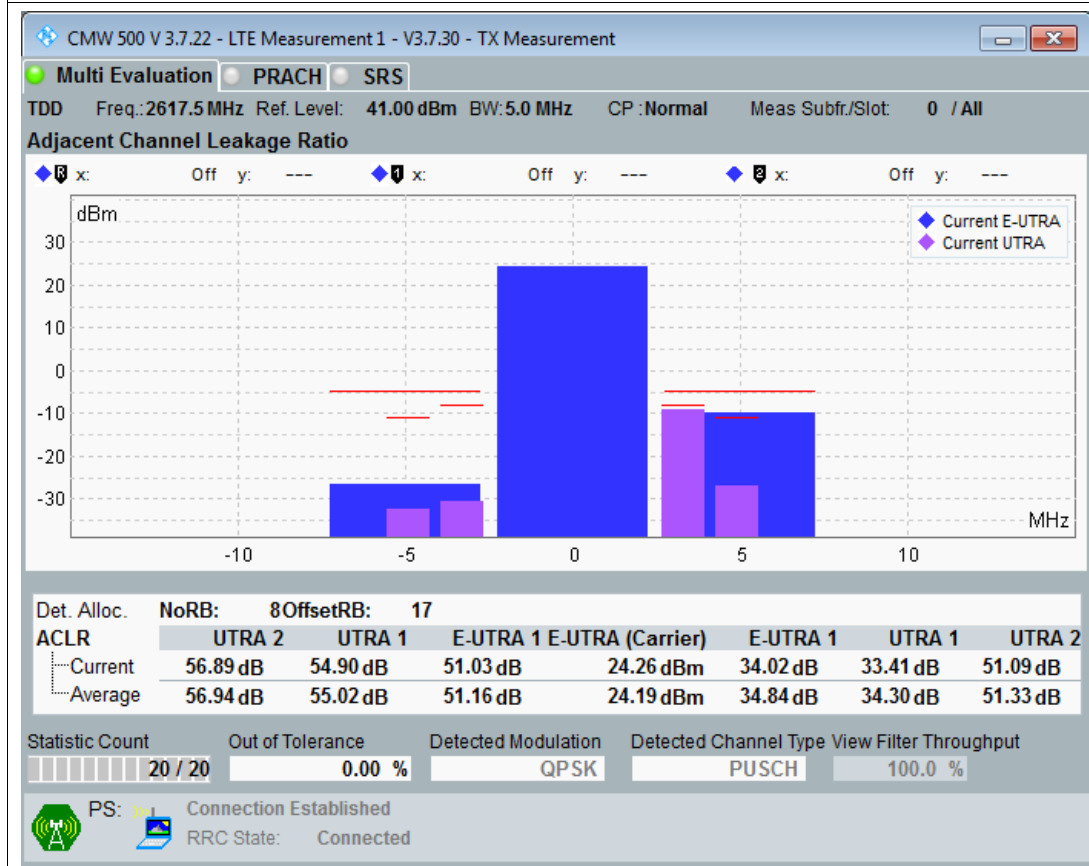 CMW 500 V 3.7.22 - LTE Measurement 1 - V3.7.30 - TX Measurement
Multi Evaluation PRACH SRS
TDD Freq.: 2617.5 MHz Ref. Level: 41.00 dBm BW: 5.0 MHz CP : Normal Meas Subfr./Slot: 0 / All
Adjacent Channel Leakage Ratio
R x: Off y: --- 1 x: Off y: --- 2 x: Off y: ---
dBm
Current E-UTRA
Current UTRA
30
20
10
0
-10
-20
-30
MHz
-10 -5 0 5 10
Det. Alloc. NoRB: 8 OffsetRB: 17
ACLR UTRA 2 UTRA 1 E-UTRA 1 E-UTRA (Carrier) E-UTRA 1 UTRA 1 UTRA 2
Current 56.89 dB 54.90 dB 51.03 dB 24.26 dBm 34.02 dB 33.41 dB 51.09 dB
Average 56.94 dB 55.02 dB 51.16 dB 24.19 dBm 34.84 dB 34.30 dB 51.33 dB
Statistic Count Out of Tolerance Detected Modulation Detected Channel Type View Filter Throughput
20 / 20 0.00 % QPSK PUSCH 100.0 %
PS: Connection Established
RRC State: Connected